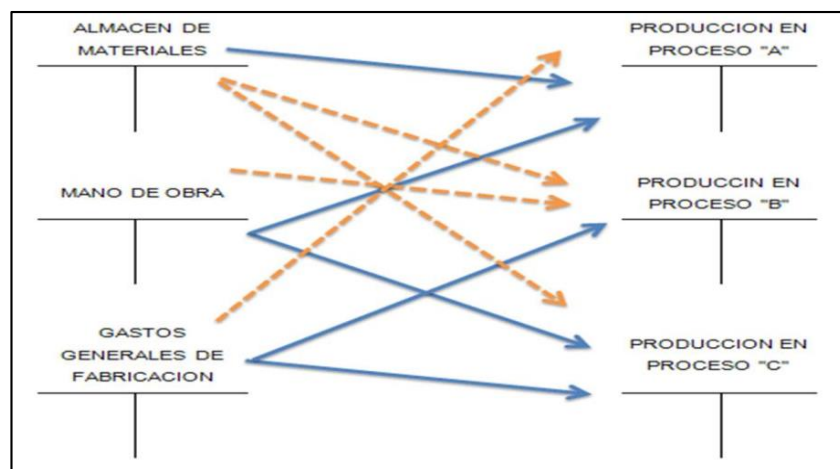 ALMACEN DE
MATERIALES
PRODUCCION EN
PROCESO "A"
MANO DE OBRA
PRODUCCIN EN
PROCESO "B"
GASTOS
GENERALES DE
FABRICACION
PRODUCCION EN
PROCESO "C"